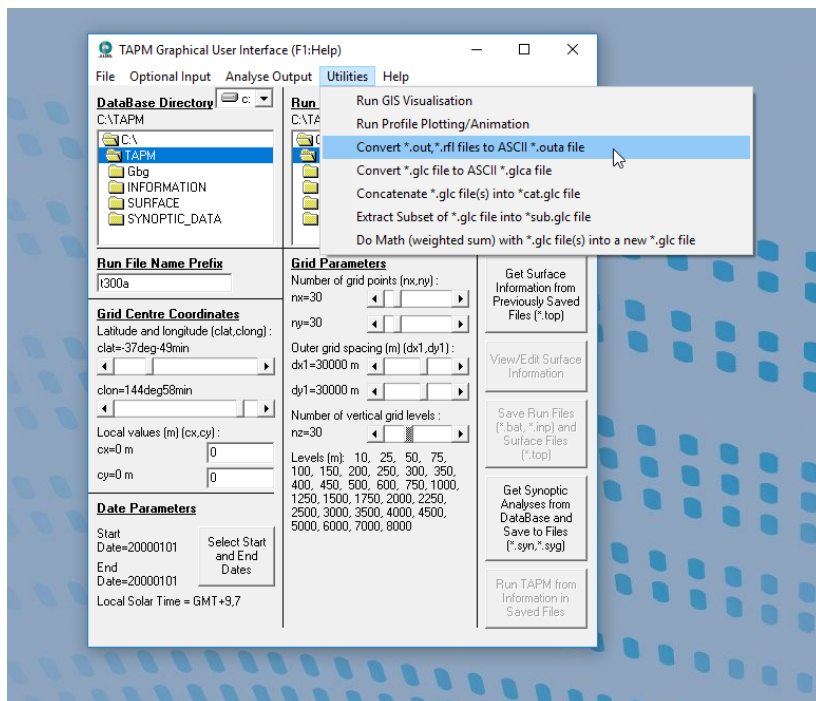 TAPM Graphical User Interface (F1:Help)
File Optional Input Analyse Output Utilities Help
DataBase Directory
c:
C:\TAPM
C:\
TAPM
Gbg
INFORMATION
SURFACE
SYNOPTIC_DATA
Run
C:\TA
Run GIS Visualisation
Run Profile Plotting/Animation
Convert *.out,*.rfl files to ASCII *.outa file
Convert *.glc file to ASCII *.glca file
Concatenate *.glc file(s) into *cat.glc file
Extract Subset of *.glc file into *sub.glc file
Do Math (weighted sum) with *.glc file(s) into a new *.glc file
Run File Name Prefix
t300a
Grid Centre Coordinates
Latitude and longitude (clat,clong) :
clat=-37deg-49min
clon=144deg58min
Local values (m) (cx,cy) :
cx=0 m
0
cy=0 m
0
Date Parameters
Start
Date=20000101
End
Date=20000101
Select Start
and End
Dates
Local Solar Time = GMT+9,7
Grid Parameters
Number of grid points (nx,ny) :
nx=30
ny=30
Outer grid spacing (m) (dx1,dy1) :
dx1=30000 m
dy1=30000 m
Number of vertical grid levels :
nz=30
Levels (m): 10, 25, 50, 75,
100, 150, 200, 250, 300, 350,
400, 450, 500, 600, 750, 1000,
1250, 1500, 1750, 2000, 2250,
2500, 3000, 3500, 4000, 4500,
5000, 6000, 7000, 8000
Get Surface
Information from
Previously Saved
Files (*.top)
View/Edit Surface
Information
Save Run Files
(*.bat, *.inp) and
Surface Files
(*.top)
Get Synoptic
Analyses from
DataBase and
Save to Files
(*.syn,*.syg)
Run TAPM from
Information in
Saved Files